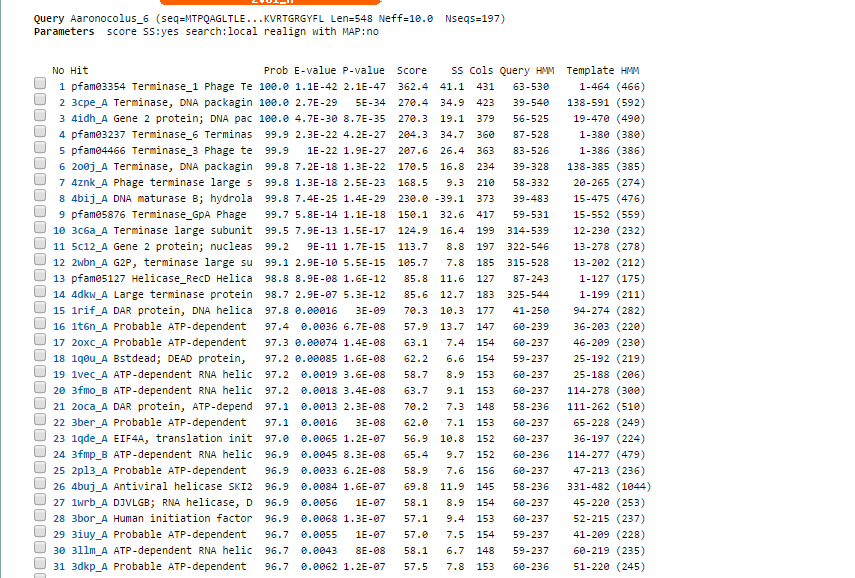 Query Aaronocolus_6 (seq=MTPQAGLTLE...KVRTGRGYFL Len=548 Neff=10.0 Nseqs=197)
Parameters score SS:yes search:local realign with MAP:no
No Hit Prob E-value P-value Score SS Cols Query HMM Template HMM
1 pfam03354 Terminase_1 Phage Te 100.0 1.1E-42 2.1E-47 362.4 41.1 431 63-530 1-464 (466)
2 3cpe_A Terminase, DNA packagin 100.0 2.7E-29 5E-34 270.4 34.9 423 39-540 138-591 (592)
3 4idh_A Gene 2 protein; DNA pac 100.0 4.7E-30 8.7E-35 270.3 19.1 379 56-525 19-470 (490)
4 pfam03237 Terminase_6 Terminas 99.9 2.3E-22 4.2E-27 204.3 34.7 360 87-528 1-380 (380)
5 pfam04466 Terminase_3 Phage te 99.9 1E-22 1.9E-27 207.6 26.4 363 83-526 1-386 (386)
6 2o0j_A Terminase, DNA packagin 99.8 7.2E-18 1.3E-22 170.5 16.8 234 39-328 138-385 (385)
7 4znk_A Phage terminase large s 99.8 1.3E-18 2.5E-23 168.5 9.3 210 58-332 20-265 (274)
8 4bij_A DNA maturase B; hydrola 99.8 7.4E-25 1.4E-29 230.0 -39.1 373 39-483 15-475 (476)
9 pfam05876 Terminase_GpA Phage 99.7 5.8E-14 1.1E-18 150.1 32.6 417 59-531 15-552 (559)
10 3c6a_A Terminase large subunit 99.5 7.9E-13 1.5E-17 124.9 16.4 199 314-539 12-230 (232)
11 5c12_A Gene 2 protein; nucleas 99.2 9E-11 1.7E-15 113.7 8.8 197 322-546 13-278 (278)
12 2wbn_A G2P, terminase large su 99.1 2.9E-10 5.5E-15 105.7 7.8 185 315-528 13-202 (212)
13 pfam05127 Helicase_RecD Helica 98.8 8.9E-08 1.6E-12 85.8 11.6 127 87-243 1-127 (175)
14 4dkw_A Large terminase protein 98.7 2.9E-07 5.3E-12 85.6 12.7 183 325-544 1-199 (211)
15 1rif_A DAR protein, DNA helica 97.8 0.00016 3E-09 70.3 10.3 177 41-250 94-274 (282)
16 1t6n_A Probable ATP-dependent 97.4 0.0036 6.7E-08 57.9 13.7 147 60-239 36-203 (220)
17 2oxc_A Probable ATP-dependent 97.3 0.00074 1.4E-08 63.1 7.4 154 60-237 46-209 (230)
18 1q0u_A Bstdead; DEAD protein, 97.2 0.00085 1.6E-08 62.2 6.6 154 59-237 25-192 (219)
19 1vec_A ATP-dependent RNA helic 97.2 0.0019 3.6E-08 58.7 8.9 153 60-237 25-188 (206)
20 3fmo_B ATP-dependent RNA helic 97.2 0.0018 3.4E-08 63.7 9.1 153 60-237 114-278 (300)
21 2oca_A DAR protein, ATP-depend 97.1 0.0013 2.3E-08 70.2 7.3 148 58-236 111-262 (510)
22 3ber_A Probable ATP-dependent 97.1 0.0016 3E-08 62.0 7.1 153 60-237 65-228 (249)
23 1qde_A EIF4A, translation init 97.0 0.0065 1.2E-07 56.9 10.8 152 60-237 36-197 (224)
24 3fmp_B ATP-dependent RNA helic 96.9 0.0045 8.3E-08 65.4 9.7 152 60-236 114-277 (479)
25 2pl3_A Probable ATP-dependent 96.9 0.0033 6.2E-08 58.9 7.6 156 60-237 47-213 (236)
26 4buj_A Antiviral helicase SKI2 96.9 0.0084 1.6E-07 69.8 11.9 145 58-236 331-482 (1044)
27 1wrb_A DJVLGB; RNA helicase, D 96.9 0.0056 1E-07 58.1 8.9 154 60-237 45-220 (253)
28 3bor_A Human initiation factor 96.9 0.0068 1.3E-07 57.1 9.4 153 60-237 52-215 (237)
29 3iuy_A Probable ATP-dependent 96.7 0.0055 1E-07 57.0 7.5 154 59-237 41-209 (228)
30 3llm_A ATP-dependent RNA helic 96.7 0.0043 8E-08 58.1 6.7 148 59-237 60-219 (235)
31 3dkp_A Probable ATP-dependent 96.7 0.0062 1.2E-07 57.5 7.8 153 60-236 51-220 (245)